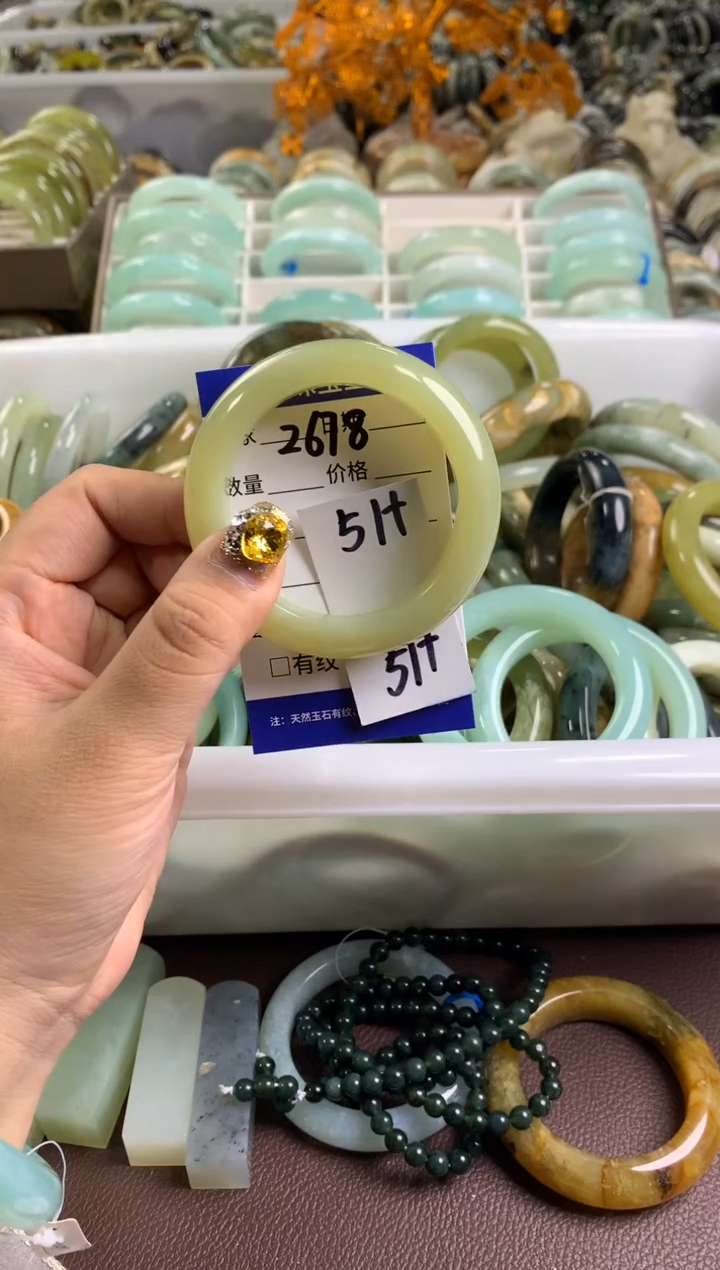 2678
数量 价格
51t
□有纹
51t
注：天然玉石有纹、